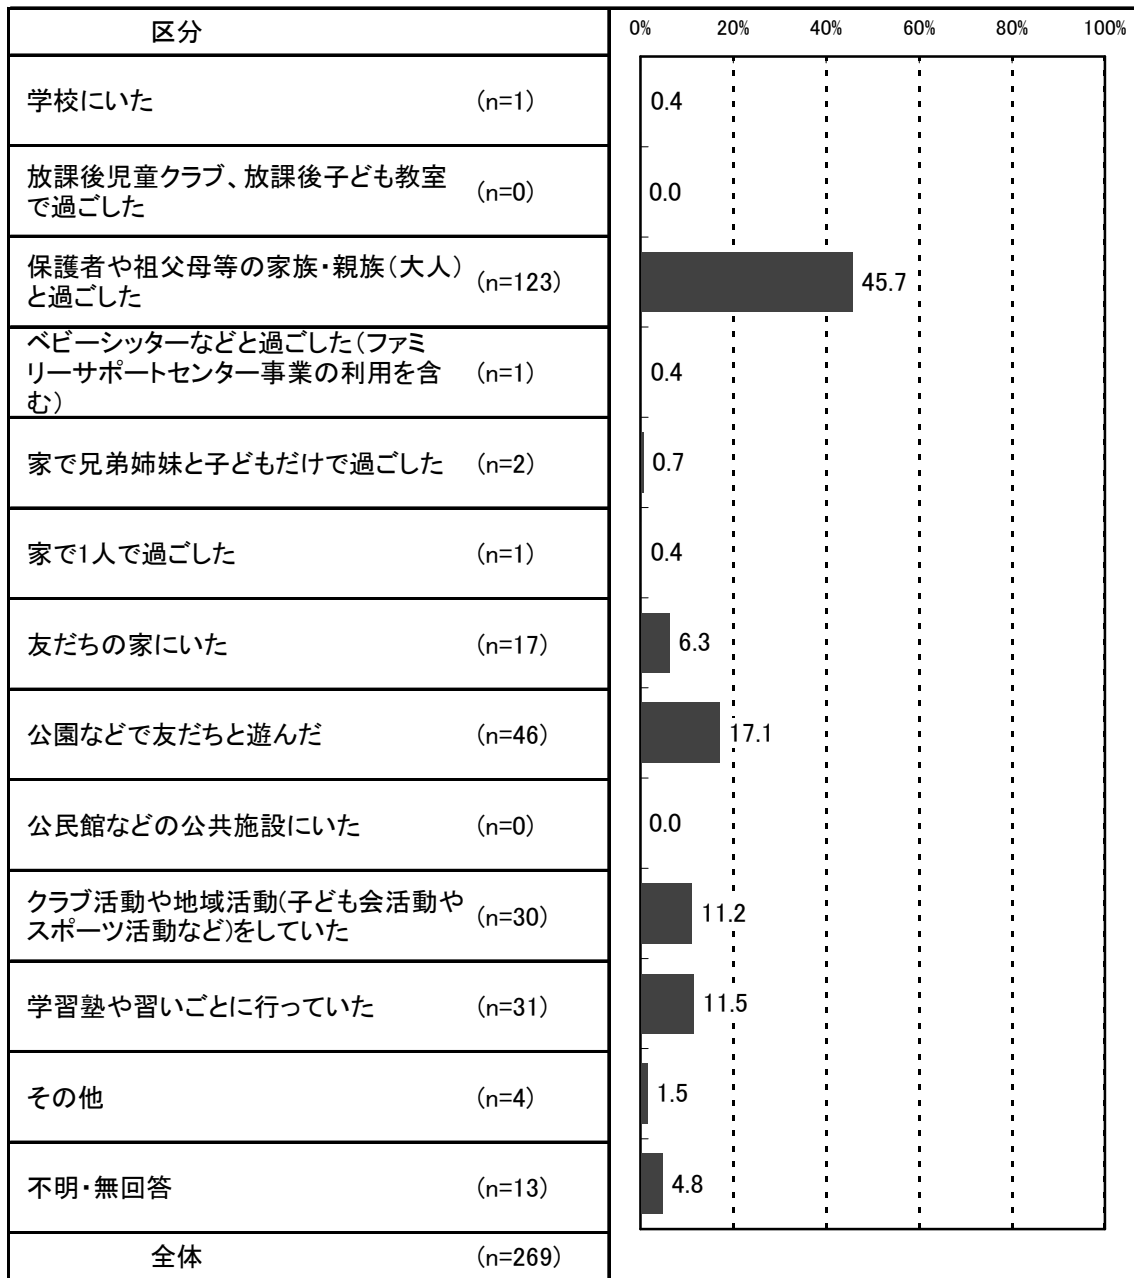 区分
0% 20% 40% 60% 80% 100%
学校にいた (n=1) 0.4
放課後児童クラブ、放課後子ども教室
で過ごした (n=0) 0.0
保護者や祖父母等の家族・親族(大人)
と過ごした (n=123) 45.7
ベビーシッターなどと過ごした(ファミ
リーサポートセンター事業の利用を含 (n=1) 0.4
む)
家で兄弟姉妹と子どもだけで過ごした (n=2) 0.7
家で1人で過ごした (n=1) 0.4
友だちの家にいた (n=17) 6.3
公園などで友だちと遊んだ (n=46) 17.1
公民館などの公共施設にいた (n=0) 0.0
クラブ活動や地域活動(子ども会活動や
スポーツ活動など)をしていた (n=30) 11.2
学習塾や習いごとに行っていた (n=31) 11.5
その他 (n=4) 1.5
不明・無回答 (n=13) 4.8
全体 (n=269)